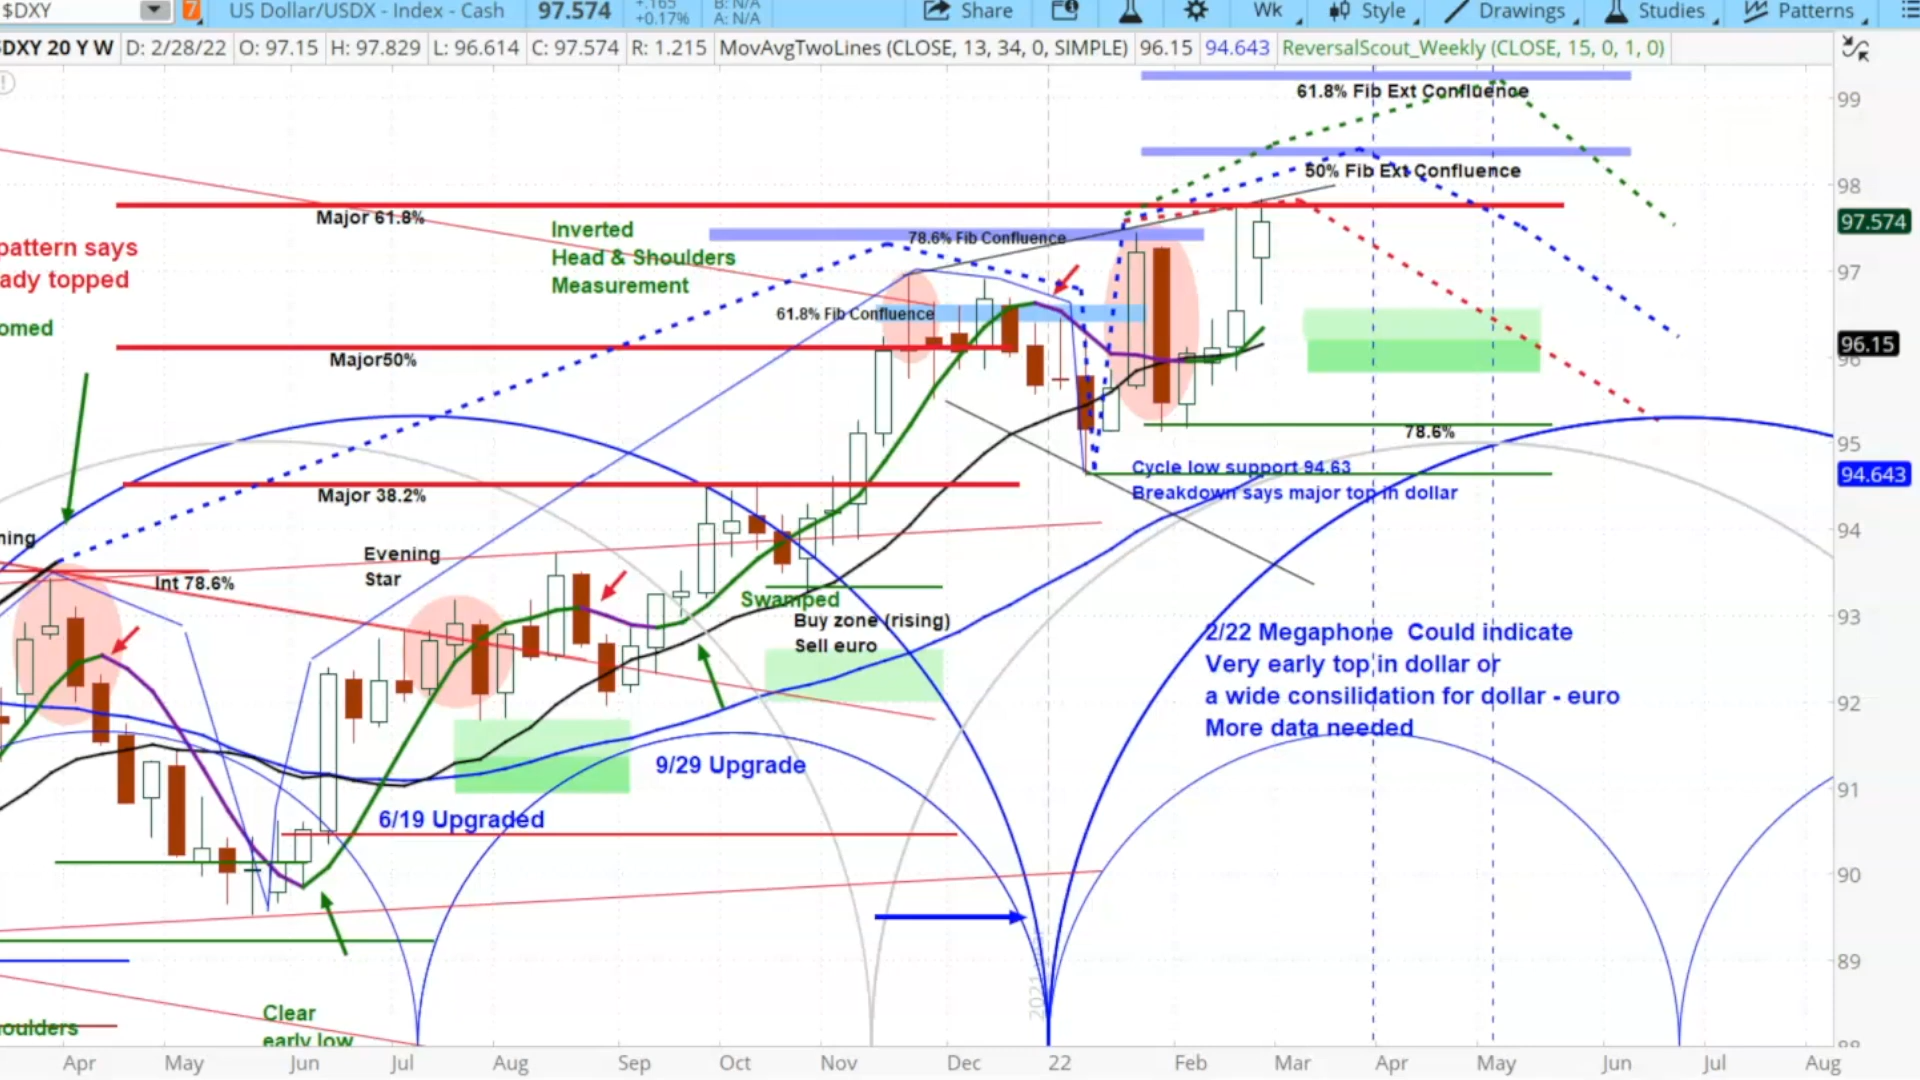 $DXY
7
US Dollar/USDX - Index - Cash
97.574
+.165
+0.17%
B: N/A
A: N/A
Share
Wk
Style
Drawings
Studies
Patterns
DXY 20 Y W
D: 2/28/22
O: 97.15
H: 97.829
L: 96.614
C: 97.574
R: 1.215
MovAvgTwoLines (CLOSE, 13, 34, 0, SIMPLE)
96.15
94.643
ReversalScout_Weekly (CLOSE, 15, 0, 1, 0)
61.8% Fib Ext Confluence
99
50% Fib Ext Confluence
98
Major 61.8%
97.574
Inverted
Head & Shoulders
Measurement
78.6% Fib Confluence
pattern says
ady topped
97
61.8% Fib Confluence
omed
Major50%
96.15
96
78.6%
95
Cycle low support 94.63
Breakdown says major top in dollar
94.643
Major 38.2%
94
ning
Evening
Star
Int 78.6%
Swamped
Buy zone (rising)
Sell euro
93
2/22 Megaphone Could indicate
Very early top in dollar or
a wide consilidation for dollar - euro
More data needed
92
9/29 Upgrade
91
6/19 Upgraded
90
89
2021
Clear
early low
oulders
88
Apr
May
Jun
Jul
Aug
Sep
Oct
Nov
Dec
22
Feb
Mar
Apr
May
Jun
Jul
Aug